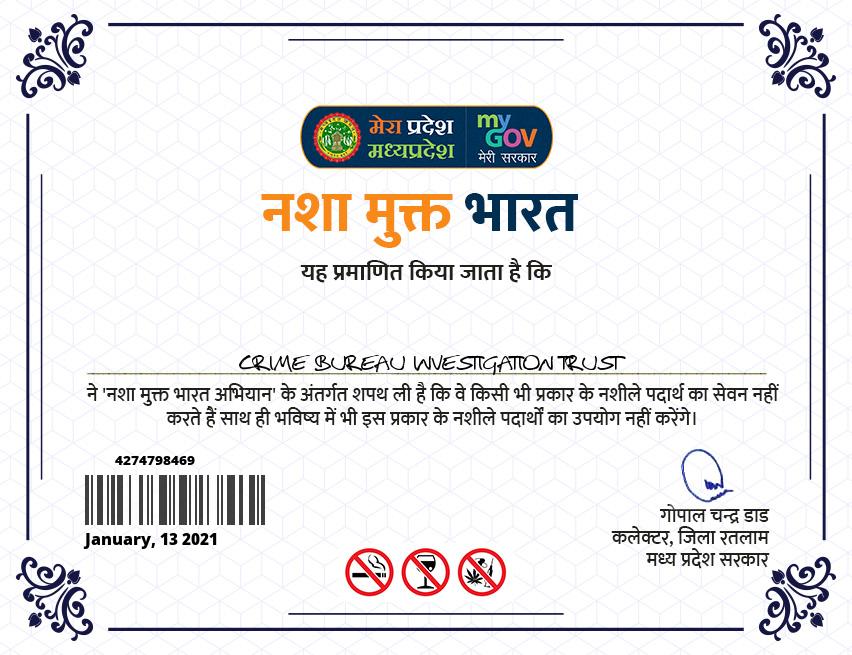 मेरा प्रदेश
मध्यप्रदेश
my
GOV
मेरी सरकार
नशा मुक्त भारत
यह प्रमाणित किया जाता है कि
CRIME BUREAU INVESTIGATION TRUST
ने 'नशा मुक्त भारत अभियान' के अंतर्गत शपथ ली है कि वे किसी भी प्रकार के नशीले पदार्थ का सेवन नहीं
करते हैं साथ ही भविष्य में भी इस प्रकार के नशीले पदार्थों का उपयोग नहीं करेंगे।
4274798469
January, 13 2021
गोपाल चन्द्र डाड
कलेक्टर, जिला रतलाम
मध्य प्रदेश सरकार